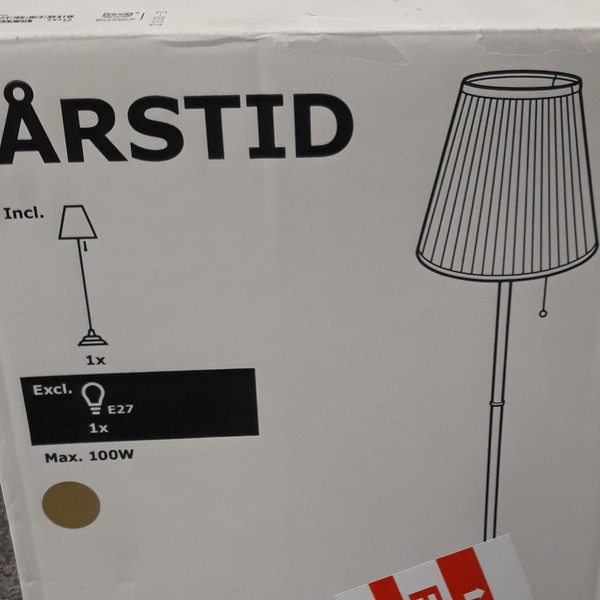 ÅRSTID
Incl.
1x
Excl.
E27
1x
Max. 100W